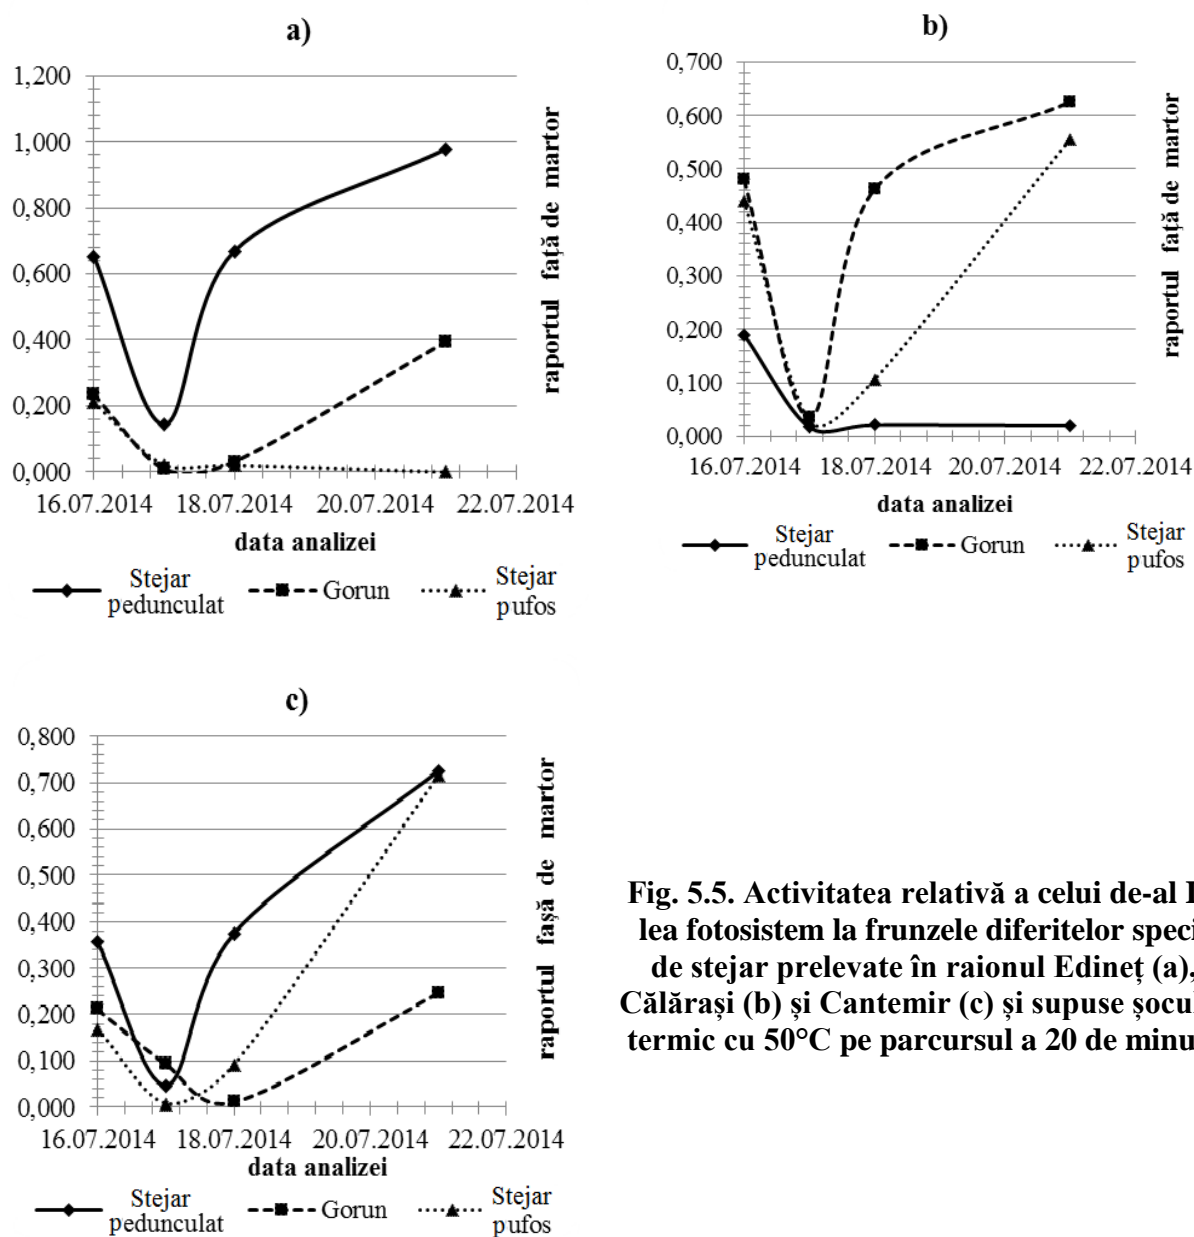 a)
1,200
1,000
0,800
0,600
0,400
0,200
0,000
16.07.2014 18.07.2014 20.07.2014 22.07.2014
data analizei
raportul față de martor
Stejar pedunculat
Gorun
Stejar pufos
b)
0,700
0,600
0,500
0,400
0,300
0,200
0,100
0,000
16.07.2014 18.07.2014 20.07.2014 22.07.2014
data analizei
raportul față de martor
Stejar pedunculat
Gorun
Stejar pufos
c)
0,800
0,700
0,600
0,500
0,400
0,300
0,200
0,100
0,000
16.07.2014 18.07.2014 20.07.2014 22.07.2014
data analizei
raportul fașă de martor
Stejar pedunculat
Gorun
Stejar pufos
Fig. 5.5. Activitatea relativă a celui de-al
lea fotosistem la frunzele diferitelor speci
de stejar prelevate în raionul Edineț (a),
Călărași (b) și Cantemir (c) și supuse șocul
termic cu 50°C pe parcursul a 20 de minu